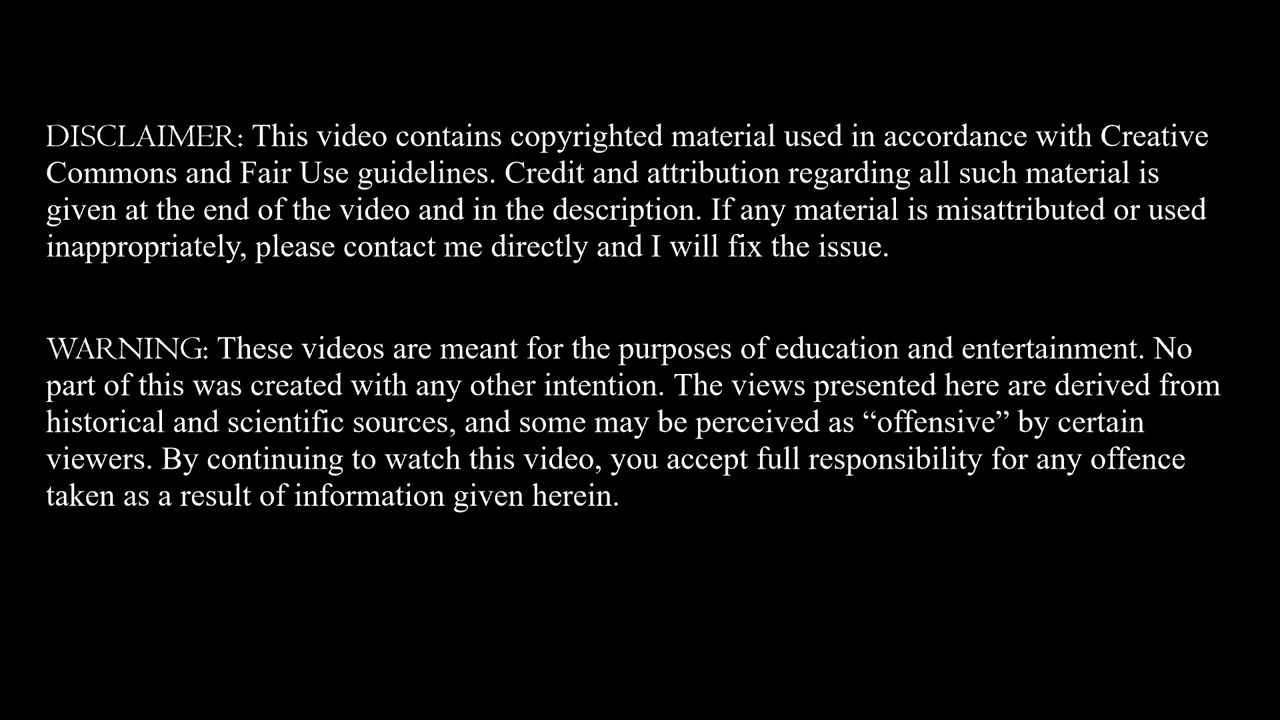 DISCLAIMER: This video contains copyrighted material used in accordance with Creative
Commons and Fair Use guidelines. Credit and attribution regarding all such material is
given at the end of the video and in the description. If any material is misattributed or used
inappropriately, please contact me directly and I will fix the issue.
WARNING: These videos are meant for the purposes of education and entertainment. No
part of this was created with any other intention. The views presented here are derived from
historical and scientific sources, and some may be perceived as “offensive” by certain
viewers. By continuing to watch this video, you accept full responsibility for any offence
taken as a result of information given herein.